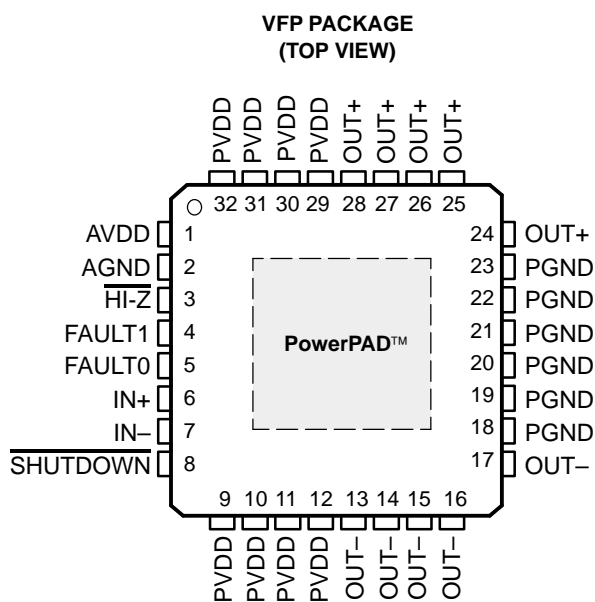 VFP PACKAGE
(TOP VIEW)
PVDD PVDD PVDD PVDD OUT+ OUT+ OUT+ OUT+
32 31 30 29 28 27 26 25
AVDD 1 24 OUT+
AGND 2 23 PGND
HI-Z 3 22 PGND
FAULT1 4 21 PGND
PowerPAD™
FAULT0 5 20 PGND
IN+ 6 19 PGND
IN– 7 18 PGND
SHUTDOWN 8 17 OUT–
9 10 11 12 13 14 15 16
PVDD PVDD PVDD PVDD OUT– OUT– OUT– OUT–